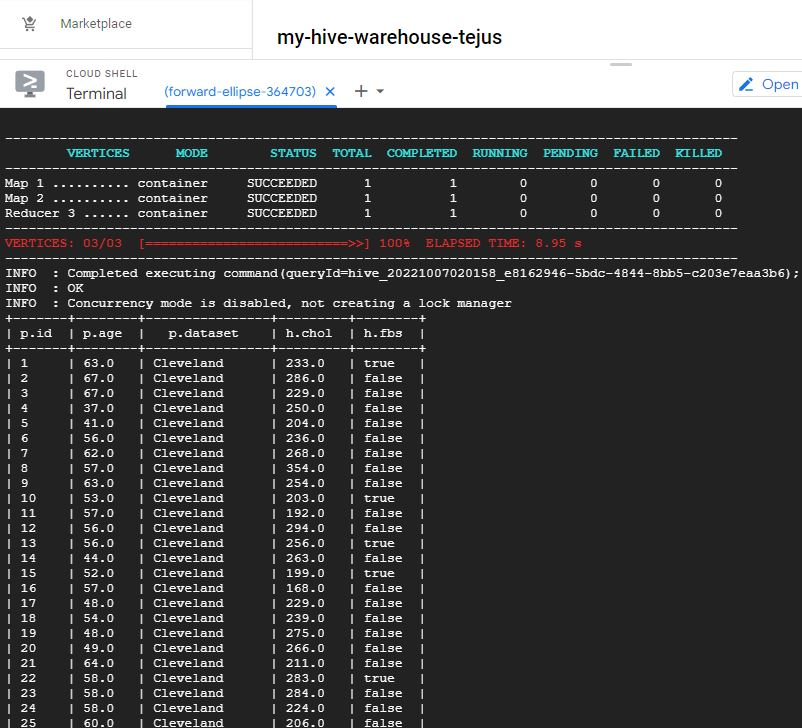 Marketplace
my-hive-warehouse-tejus
CLOUD SHELL
Terminal (forward-ellipse-364703) × + Open
--------------------------------------------------------------------------------------------
VERTICES MODE STATUS TOTAL COMPLETED RUNNING PENDING FAILED KILLED
--------------------------------------------------------------------------------------------
Map 1 .......... container SUCCEEDED 1 1 0 0 0 0
Map 2 .......... container SUCCEEDED 1 1 0 0 0 0
Reducer 3 ...... container SUCCEEDED 1 1 0 0 0 0
--------------------------------------------------------------------------------------------
VERTICES: 03/03 [==========================>>] 100% ELAPSED TIME: 8.95 s
--------------------------------------------------------------------------------------------
INFO : Completed executing command(queryId=hive_20221007020158_e8162946-5bdc-4844-8bb5-c203e7eaa3b6);
INFO : OK
INFO : Concurrency mode is disabled, not creating a lock manager
+-------+--------+----------------+---------+--------+
| p.id | p.age | p.dataset | h.chol | h.fbs |
+-------+--------+----------------+---------+--------+
| 1 | 63.0 | Cleveland | 233.0 | true |
| 2 | 67.0 | Cleveland | 286.0 | false |
| 3 | 67.0 | Cleveland | 229.0 | false |
| 4 | 37.0 | Cleveland | 250.0 | false |
| 5 | 41.0 | Cleveland | 204.0 | false |
| 6 | 56.0 | Cleveland | 236.0 | false |
| 7 | 62.0 | Cleveland | 268.0 | false |
| 8 | 57.0 | Cleveland | 354.0 | false |
| 9 | 63.0 | Cleveland | 254.0 | false |
| 10 | 53.0 | Cleveland | 203.0 | true |
| 11 | 57.0 | Cleveland | 192.0 | false |
| 12 | 56.0 | Cleveland | 294.0 | false |
| 13 | 56.0 | Cleveland | 256.0 | true |
| 14 | 44.0 | Cleveland | 263.0 | false |
| 15 | 52.0 | Cleveland | 199.0 | true |
| 16 | 57.0 | Cleveland | 168.0 | false |
| 17 | 48.0 | Cleveland | 229.0 | false |
| 18 | 54.0 | Cleveland | 239.0 | false |
| 19 | 48.0 | Cleveland | 275.0 | false |
| 20 | 49.0 | Cleveland | 266.0 | false |
| 21 | 64.0 | Cleveland | 211.0 | false |
| 22 | 58.0 | Cleveland | 283.0 | true |
| 23 | 58.0 | Cleveland | 284.0 | false |
| 24 | 58.0 | Cleveland | 224.0 | false |
| 25 | 60.0 | Cleveland | 206.0 | false |